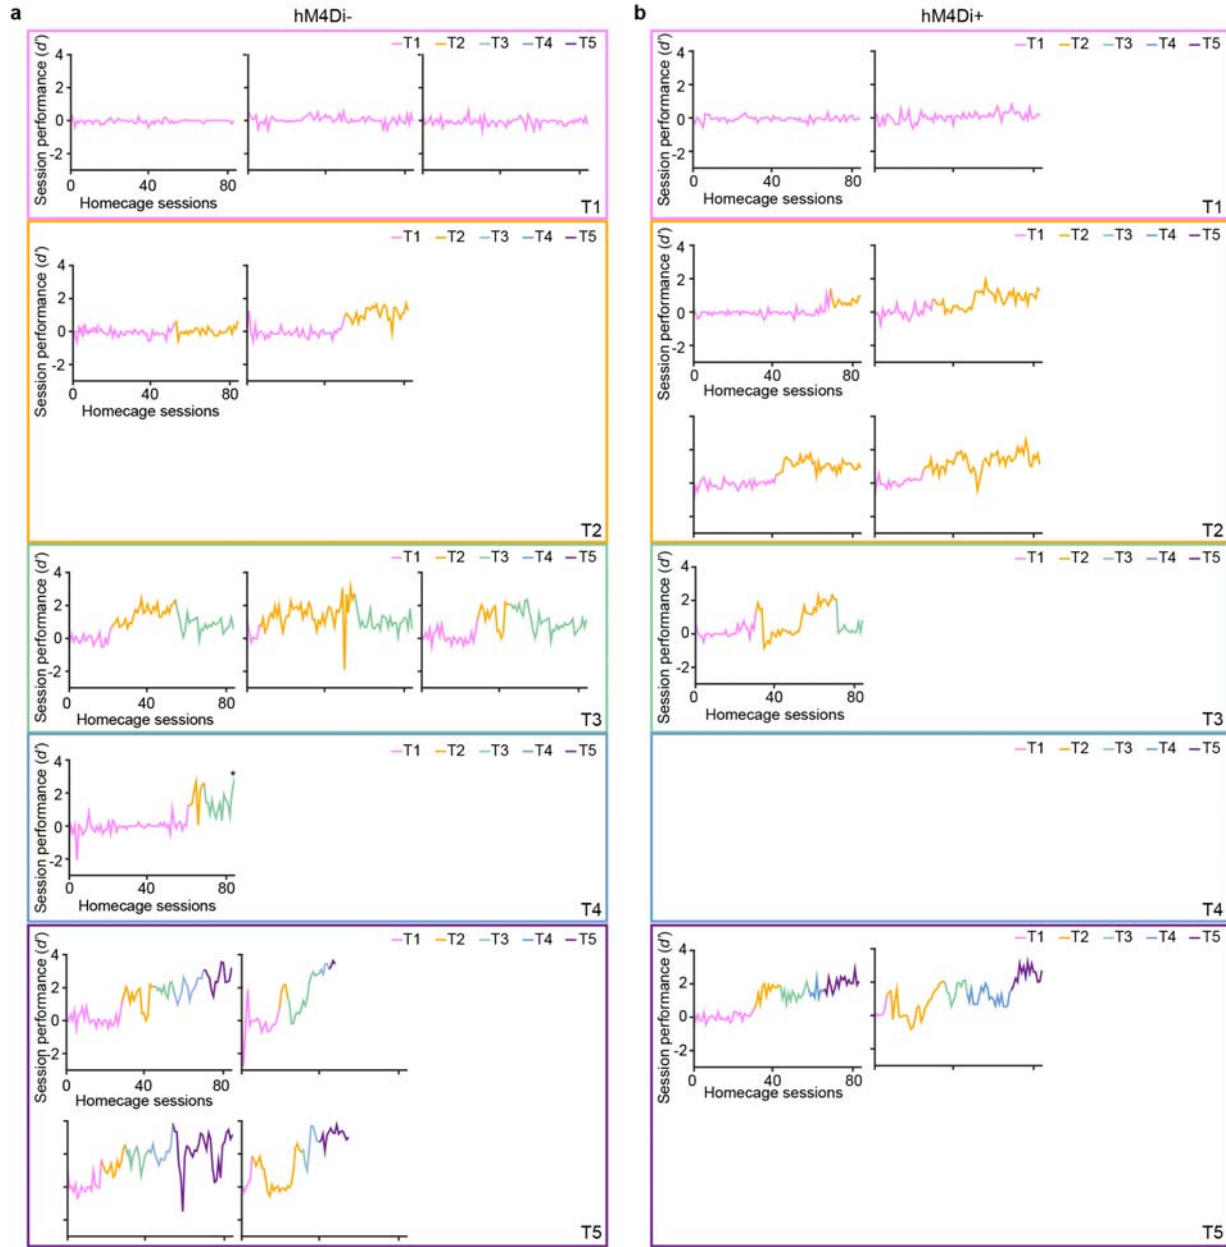 a
hM4Di-
T1 T2 T3 T4 T5
Session performance (d')
4
2
0
-2
0 40 80
Homecage sessions
T1
T1 T2 T3 T4 T5
Session performance (d')
4
2
0
-2
0 40 80
Homecage sessions
T2
T1 T2 T3 T4 T5
Session performance (d')
4
2
0
-2
0 40 80
Homecage sessions
T3
T1 T2 T3 T4 T5
Session performance (d')
4
2
0
-2
*
0 40 80
Homecage sessions
T4
T1 T2 T3 T4 T5
Session performance (d')
4
2
0
-2
0 40 80
Homecage sessions
T5
b
hM4Di+
T1 T2 T3 T4 T5
Session performance (d')
4
2
0
-2
0 40 80
Homecage sessions
T1
T1 T2 T3 T4 T5
Session performance (d')
4
2
0
-2
0 40 80
Homecage sessions
T2
T1 T2 T3 T4 T5
Session performance (d')
4
2
0
-2
0 40 80
Homecage sessions
T3
T1 T2 T3 T4 T5
T4
T1 T2 T3 T4 T5
Session performance (d')
4
2
0
-2
0 40 80
Homecage sessions
T5